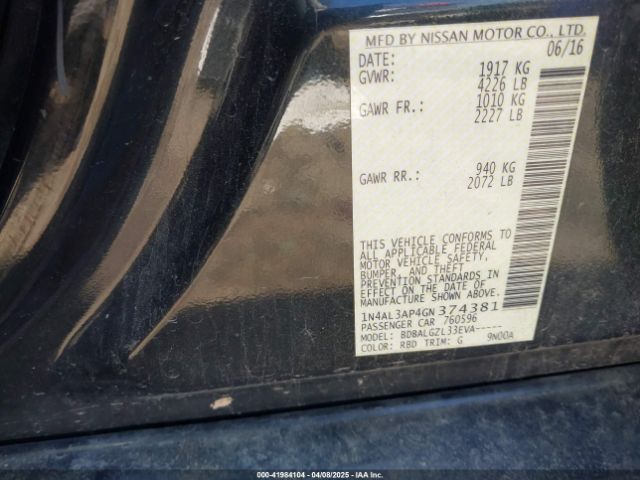 MFD BY NISSAN MOTOR CO., LTD.
DATE: 06/16
GVWR: 1917 KG
4226 LB
GAWR FR.: 1010 KG
2227 LB
GAWR RR.: 940 KG
2072 LB
THIS VEHICLE CONFORMS TO
ALL APPLICABLE FEDERAL
MOTOR VEHICLE SAFETY,
BUMPER, AND THEFT
PREVENTION STANDARDS IN
EFFECT ON THE DATE OF
MANUFACTURE SHOWN ABOVE.
1N4AL3AP4GN374381
PASSENGER CAR 760596
MODEL: BDBALGZL33EVA-----
COLOR: RBD TRIM: G 9N00A
000-41984104 | 04/08/2025 | IAA Inc.